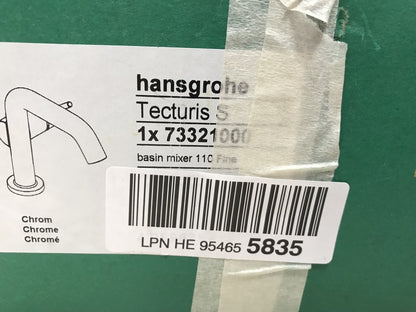 hansgrohe
Tecturis S
1x 73321000
basin mixer 110 Fine
Chrom
Chrome
Chromé
LPN HE 95465 5835